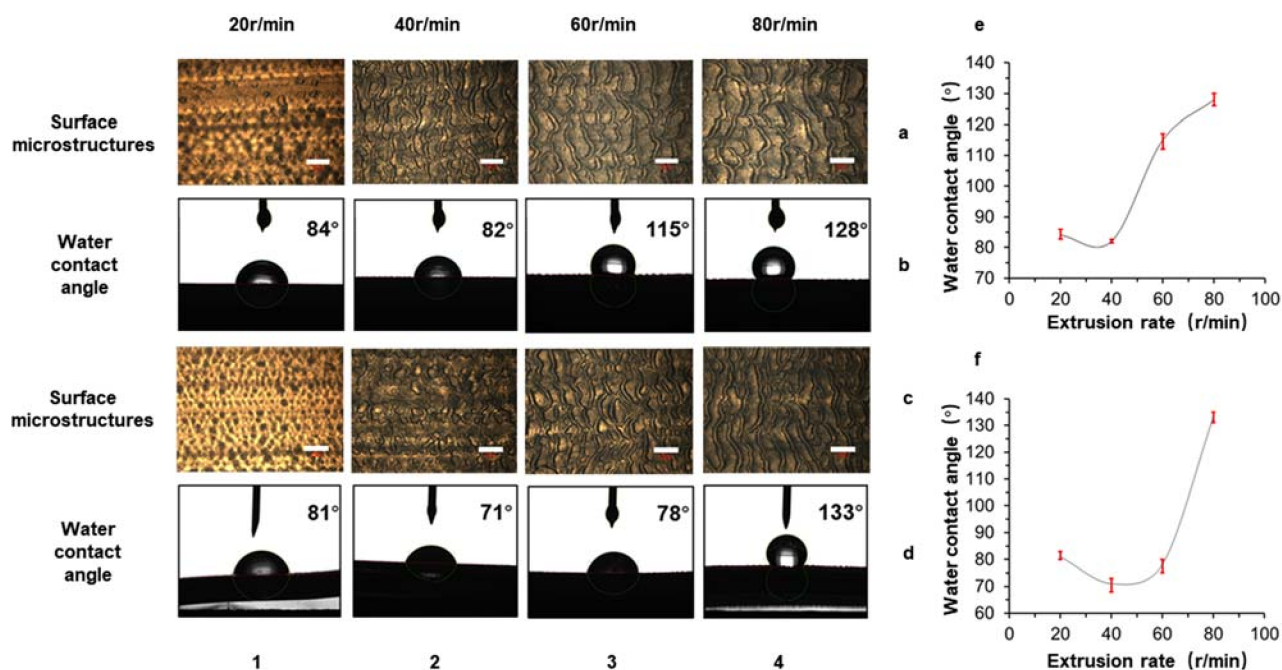 20r/min 40r/min 60r/min 80r/min
Surface
microstructures
a
Water
contact
angle
84° 82° 115° 128°
b
Surface
microstructures
c
Water
contact
angle
81° 71° 78° 133°
d
1 2 3 4
e
Water contact angle (°)
140
130
120
110
100
90
80
70
0 20 40 60 80 100
Extrusion rate (r/min)
f
Water contact angle (°)
140
130
120
110
100
90
80
70
60
0 20 40 60 80 100
Extrusion rate (r/min)